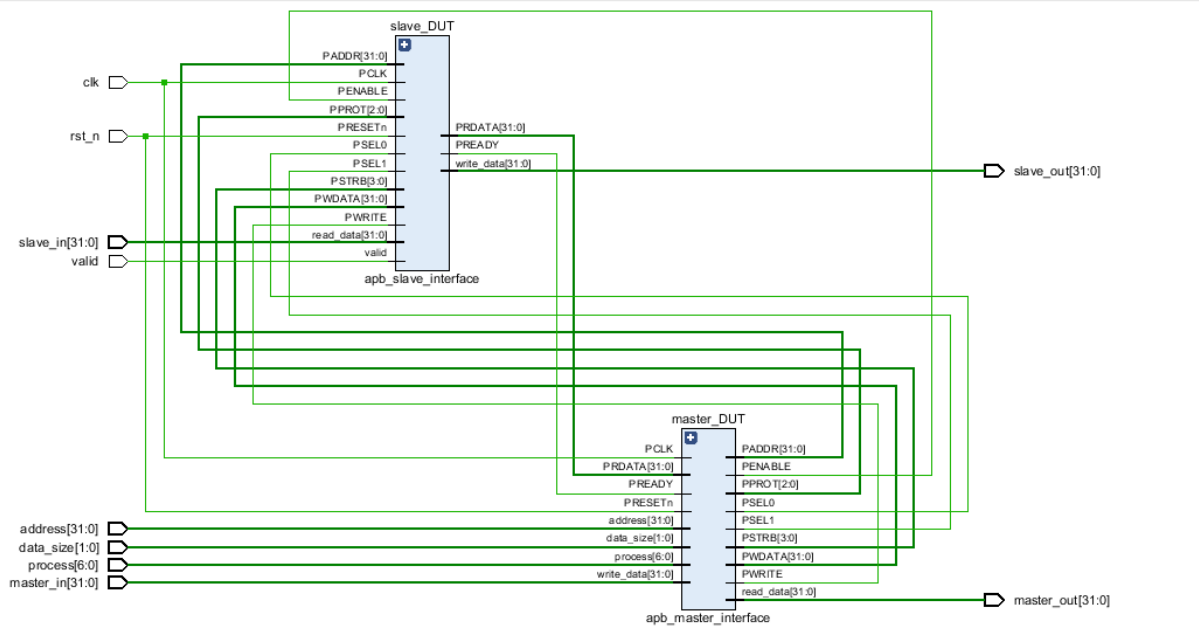 slave_DUT
PADDR[31:0]
clk
PCLK
PENABLE
PPROT[2:0]
rst_n
PRESETn
PRDATA[31:0]
PSEL0
PREADY
PSEL1
write_data[31:0]
slave_out[31:0]
PSTRB[3:0]
PWDATA[31:0]
PWRITE
slave_in[31:0]
read_data[31:0]
valid
valid
apb_slave_interface
master_DUT
PCLK
PADDR[31:0]
PRDATA[31:0]
PENABLE
PREADY
PPROT[2:0]
PRESETn
PSEL0
address[31:0]
address[31:0]
PSEL1
data_size[1:0]
data_size[1:0]
PSTRB[3:0]
process[6:0]
process[6:0]
PWDATA[31:0]
master_in[31:0]
write_data[31:0]
PWRITE
read_data[31:0]
master_out[31:0]
apb_master_interface